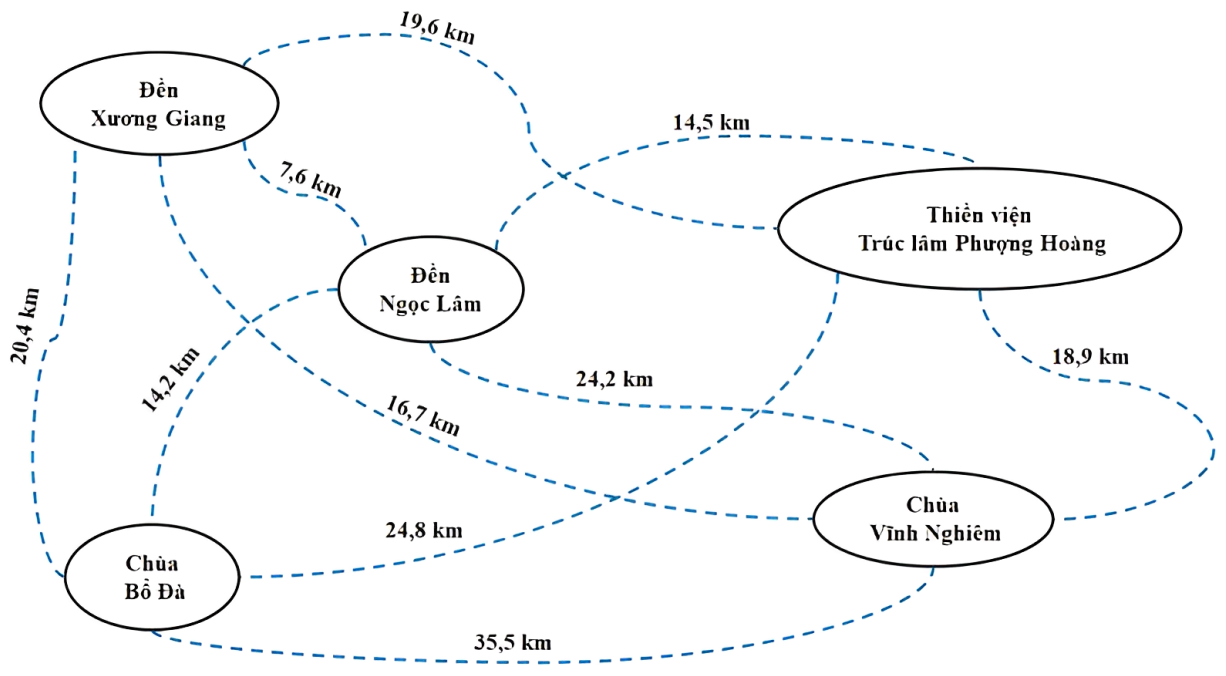 19,6 km
Đền
Xương Giang
14,5 km
7,6 km
Thiền viện
Trúc lâm Phượng Hoàng
Đền
Ngọc Lâm
20,4 km
14,2 km
24,2 km
18,9 km
16,7 km
Chùa
Vĩnh Nghiêm
24,8 km
Chùa
Bổ Đà
35,5 km